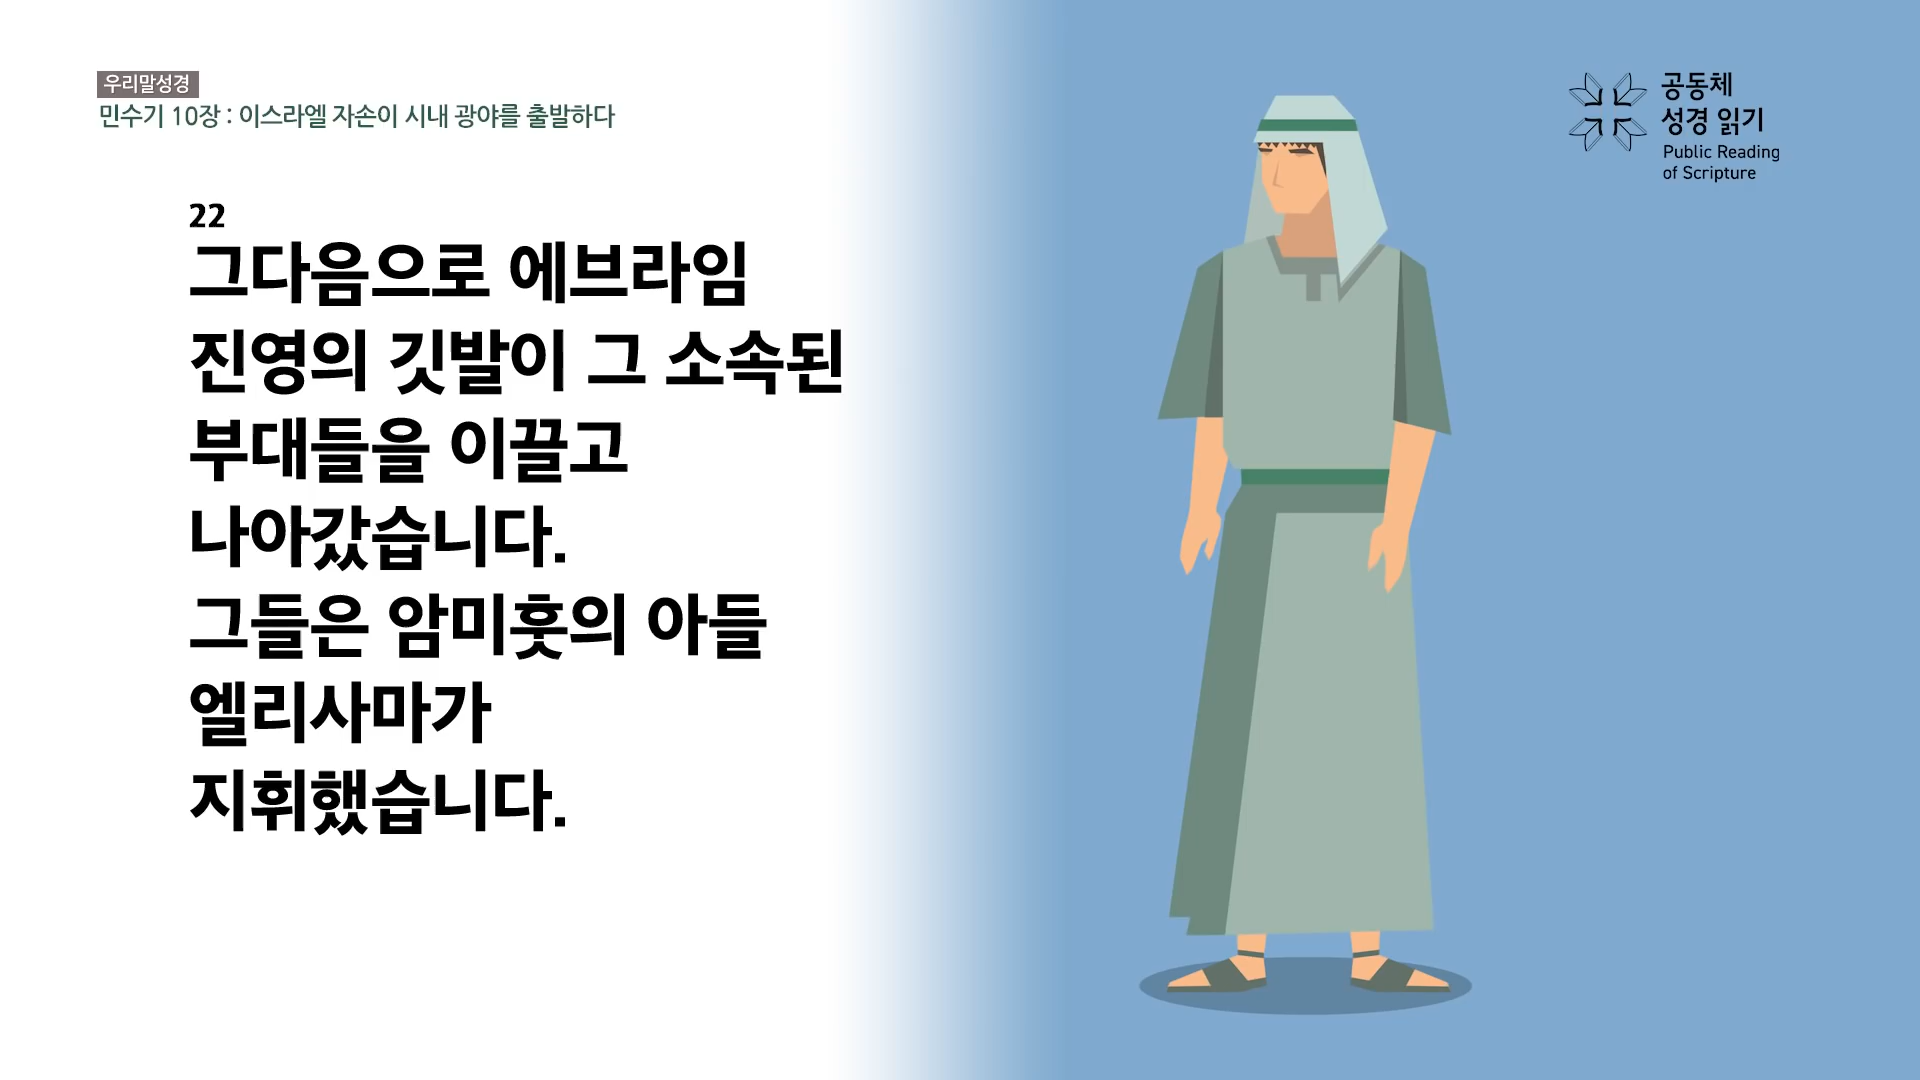 우리말성경
민수기 10장 : 이스라엘 자손이 시내 광야를 출발하다
22
그다음으로 에브라임
진영의 깃발이 그 소속된
부대들을 이끌고
나아갔습니다.
그들은 암미훗의 아들
엘리사마가
지휘했습니다.
공동체
성경 읽기
Public Reading
of Scripture